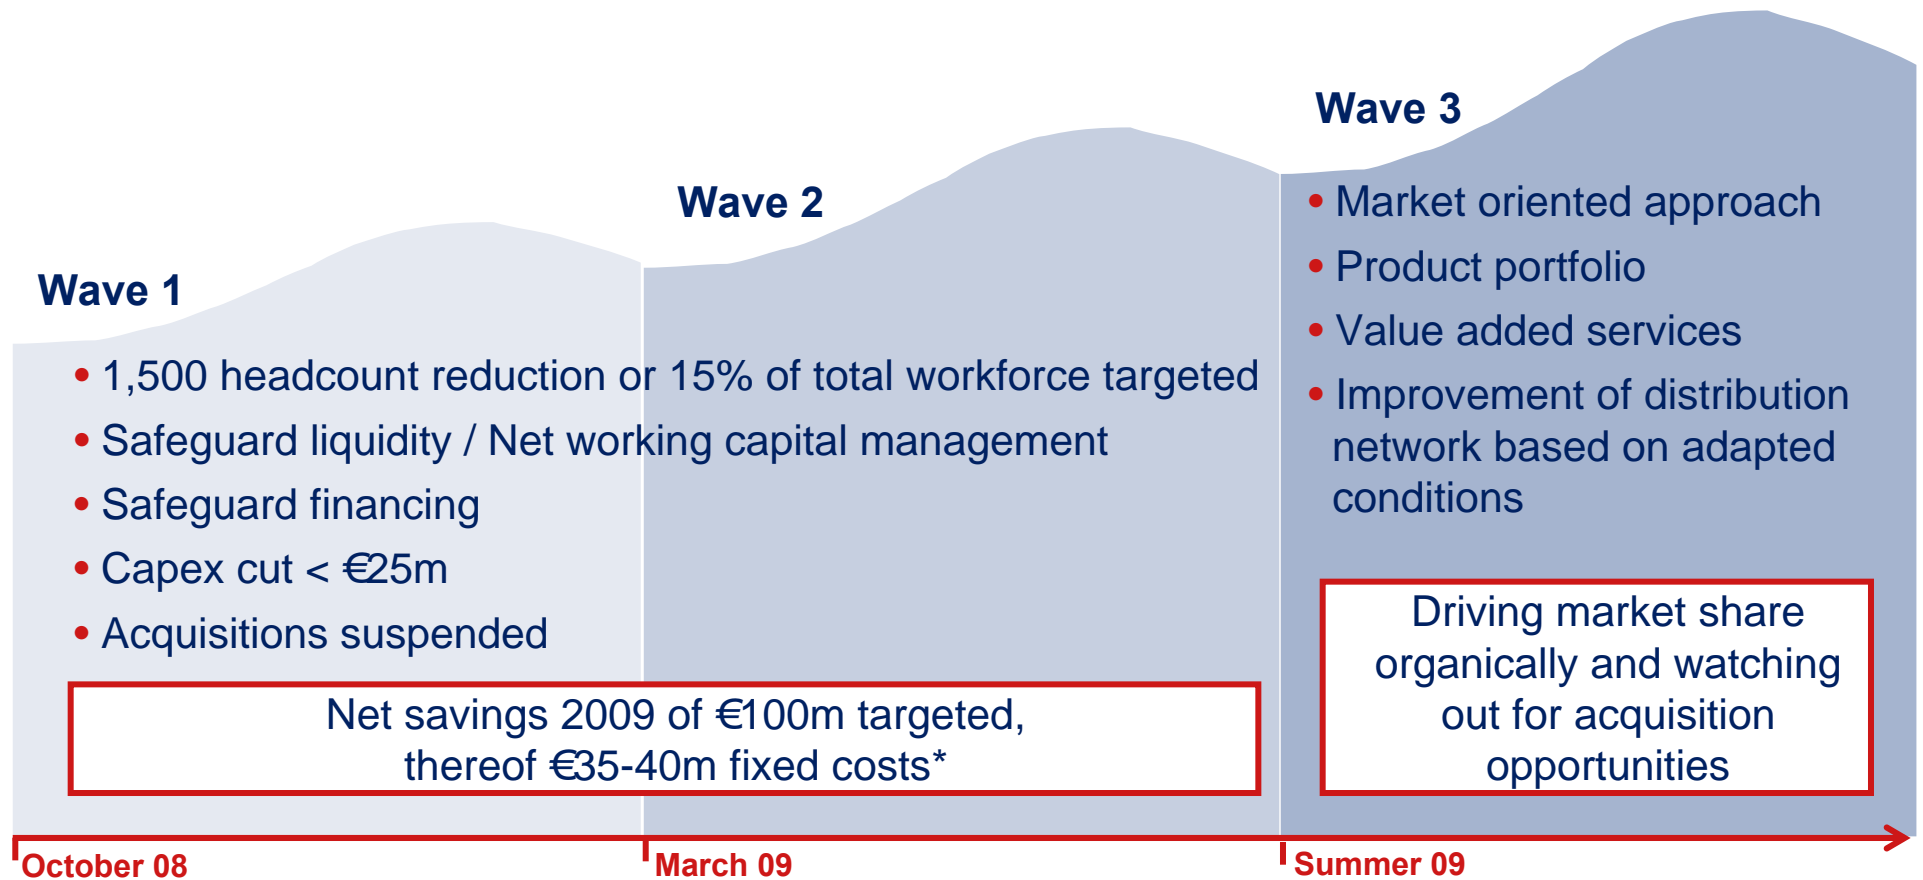 Wave 1
• 1,500 headcount reduction or 15% of total workforce targeted
• Safeguard liquidity / Net working capital management
• Safeguard financing
• Capex cut < €25m
• Acquisitions suspended
Net savings 2009 of €100m targeted,
thereof €35-40m fixed costs*
Wave 2
Wave 3
• Market oriented approach
• Product portfolio
• Value added services
• Improvement of distribution
network based on adapted
conditions
Driving market share
organically and watching
out for acquisition
opportunities
October 08
March 09
Summer 09